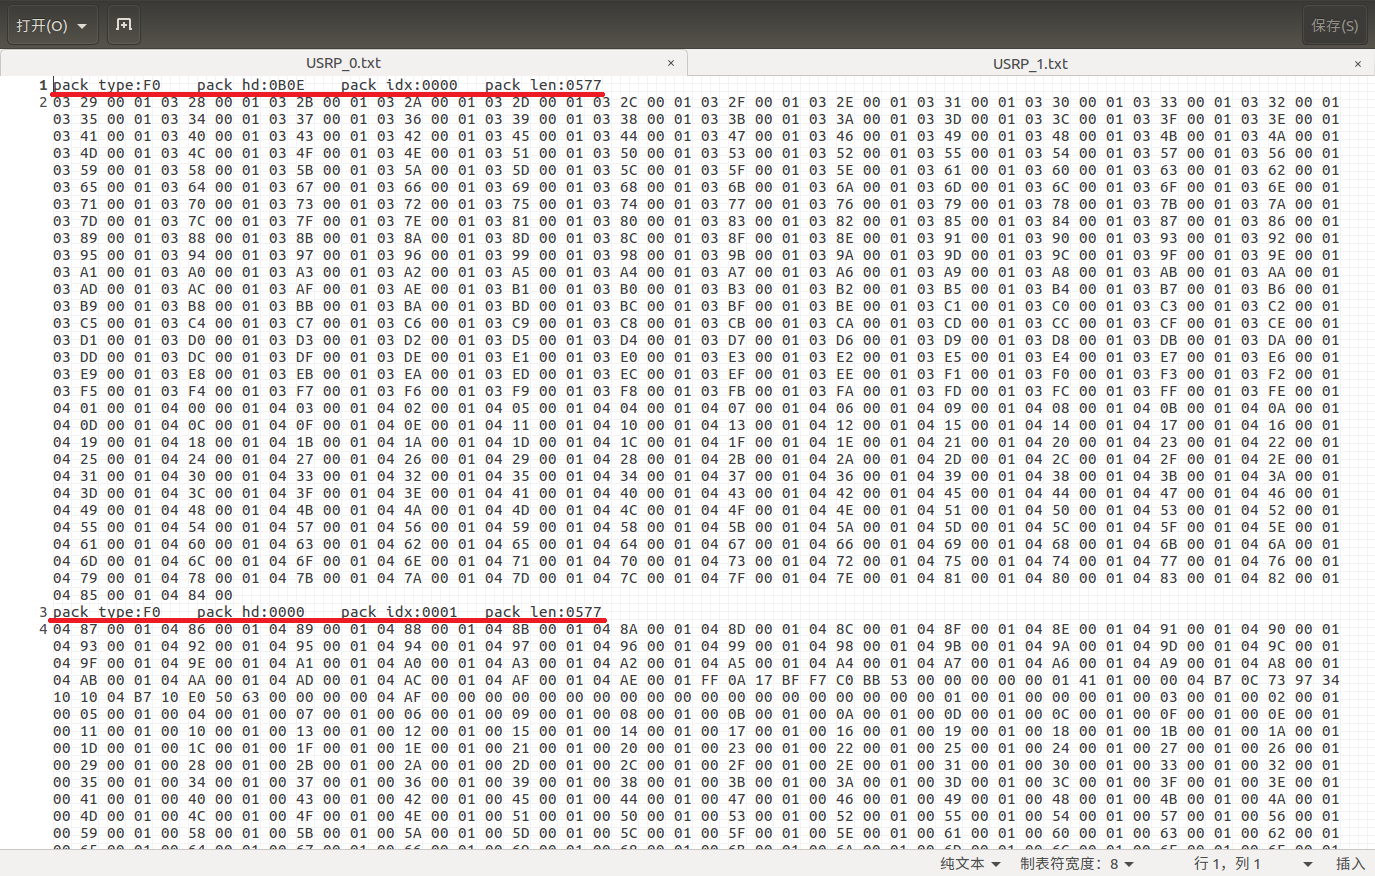 打开(O) 保存(S)
USRP_0.txt × USRP_1.txt ×
1 pack type:F0 pack hd:0B0E pack idx:0000 pack len:0577
2 03 29 00 01 03 28 00 01 03 2B 00 01 03 2A 00 01 03 2D 00 01 03 2C 00 01 03 2F 00 01 03 2E 00 01 03 31 00 01 03 30 00 01 03 33 00 01 03 32 00 01
03 35 00 01 03 34 00 01 03 37 00 01 03 36 00 01 03 39 00 01 03 38 00 01 03 3B 00 01 03 3A 00 01 03 3D 00 01 03 3C 00 01 03 3F 00 01 03 3E 00 01
03 41 00 01 03 40 00 01 03 43 00 01 03 42 00 01 03 45 00 01 03 44 00 01 03 47 00 01 03 46 00 01 03 49 00 01 03 48 00 01 03 4B 00 01 03 4A 00 01
03 4D 00 01 03 4C 00 01 03 4F 00 01 03 4E 00 01 03 51 00 01 03 50 00 01 03 53 00 01 03 52 00 01 03 55 00 01 03 54 00 01 03 57 00 01 03 56 00 01
03 59 00 01 03 58 00 01 03 5B 00 01 03 5A 00 01 03 5D 00 01 03 5C 00 01 03 5F 00 01 03 5E 00 01 03 61 00 01 03 60 00 01 03 63 00 01 03 62 00 01
03 65 00 01 03 64 00 01 03 67 00 01 03 66 00 01 03 69 00 01 03 68 00 01 03 6B 00 01 03 6A 00 01 03 6D 00 01 03 6C 00 01 03 6F 00 01 03 6E 00 01
03 71 00 01 03 70 00 01 03 73 00 01 03 72 00 01 03 75 00 01 03 74 00 01 03 77 00 01 03 76 00 01 03 79 00 01 03 78 00 01 03 7B 00 01 03 7A 00 01
03 7D 00 01 03 7C 00 01 03 7F 00 01 03 7E 00 01 03 81 00 01 03 80 00 01 03 83 00 01 03 82 00 01 03 85 00 01 03 84 00 01 03 87 00 01 03 86 00 01
03 89 00 01 03 88 00 01 03 8B 00 01 03 8A 00 01 03 8D 00 01 03 8C 00 01 03 8F 00 01 03 8E 00 01 03 91 00 01 03 90 00 01 03 93 00 01 03 92 00 01
03 95 00 01 03 94 00 01 03 97 00 01 03 96 00 01 03 99 00 01 03 98 00 01 03 9B 00 01 03 9A 00 01 03 9D 00 01 03 9C 00 01 03 9F 00 01 03 9E 00 01
03 A1 00 01 03 A0 00 01 03 A3 00 01 03 A2 00 01 03 A5 00 01 03 A4 00 01 03 A7 00 01 03 A6 00 01 03 A9 00 01 03 A8 00 01 03 AB 00 01 03 AA 00 01
03 AD 00 01 03 AC 00 01 03 AF 00 01 03 AE 00 01 03 B1 00 01 03 B0 00 01 03 B3 00 01 03 B2 00 01 03 B5 00 01 03 B4 00 01 03 B7 00 01 03 B6 00 01
03 B9 00 01 03 B8 00 01 03 BB 00 01 03 BA 00 01 03 BD 00 01 03 BC 00 01 03 BF 00 01 03 BE 00 01 03 C1 00 01 03 C0 00 01 03 C3 00 01 03 C2 00 01
03 C5 00 01 03 C4 00 01 03 C7 00 01 03 C6 00 01 03 C9 00 01 03 C8 00 01 03 CB 00 01 03 CA 00 01 03 CD 00 01 03 CC 00 01 03 CF 00 01 03 CE 00 01
03 D1 00 01 03 D0 00 01 03 D3 00 01 03 D2 00 01 03 D5 00 01 03 D4 00 01 03 D7 00 01 03 D6 00 01 03 D9 00 01 03 D8 00 01 03 DB 00 01 03 DA 00 01
03 DD 00 01 03 DC 00 01 03 DF 00 01 03 DE 00 01 03 E1 00 01 03 E0 00 01 03 E3 00 01 03 E2 00 01 03 E5 00 01 03 E4 00 01 03 E7 00 01 03 E6 00 01
03 E9 00 01 03 E8 00 01 03 EB 00 01 03 EA 00 01 03 ED 00 01 03 EC 00 01 03 EF 00 01 03 EE 00 01 03 F1 00 01 03 F0 00 01 03 F3 00 01 03 F2 00 01
03 F5 00 01 03 F4 00 01 03 F7 00 01 03 F6 00 01 03 F9 00 01 03 F8 00 01 03 FB 00 01 03 FA 00 01 03 FD 00 01 03 FC 00 01 03 FF 00 01 03 FE 00 01
04 01 00 01 04 00 00 01 04 03 00 01 04 02 00 01 04 05 00 01 04 04 00 01 04 07 00 01 04 06 00 01 04 09 00 01 04 08 00 01 04 0B 00 01 04 0A 00 01
04 0D 00 01 04 0C 00 01 04 0F 00 01 04 0E 00 01 04 11 00 01 04 10 00 01 04 13 00 01 04 12 00 01 04 15 00 01 04 14 00 01 04 17 00 01 04 16 00 01
04 19 00 01 04 18 00 01 04 1B 00 01 04 1A 00 01 04 1D 00 01 04 1C 00 01 04 1F 00 01 04 1E 00 01 04 21 00 01 04 20 00 01 04 23 00 01 04 22 00 01
04 25 00 01 04 24 00 01 04 27 00 01 04 26 00 01 04 29 00 01 04 28 00 01 04 2B 00 01 04 2A 00 01 04 2D 00 01 04 2C 00 01 04 2F 00 01 04 2E 00 01
04 31 00 01 04 30 00 01 04 33 00 01 04 32 00 01 04 35 00 01 04 34 00 01 04 37 00 01 04 36 00 01 04 39 00 01 04 38 00 01 04 3B 00 01 04 3A 00 01
04 3D 00 01 04 3C 00 01 04 3F 00 01 04 3E 00 01 04 41 00 01 04 40 00 01 04 43 00 01 04 42 00 01 04 45 00 01 04 44 00 01 04 47 00 01 04 46 00 01
04 49 00 01 04 48 00 01 04 4B 00 01 04 4A 00 01 04 4D 00 01 04 4C 00 01 04 4F 00 01 04 4E 00 01 04 51 00 01 04 50 00 01 04 53 00 01 04 52 00 01
04 55 00 01 04 54 00 01 04 57 00 01 04 56 00 01 04 59 00 01 04 58 00 01 04 5B 00 01 04 5A 00 01 04 5D 00 01 04 5C 00 01 04 5F 00 01 04 5E 00 01
04 61 00 01 04 60 00 01 04 63 00 01 04 62 00 01 04 65 00 01 04 64 00 01 04 67 00 01 04 66 00 01 04 69 00 01 04 68 00 01 04 6B 00 01 04 6A 00 01
04 6D 00 01 04 6C 00 01 04 6F 00 01 04 6E 00 01 04 71 00 01 04 70 00 01 04 73 00 01 04 72 00 01 04 75 00 01 04 74 00 01 04 77 00 01 04 76 00 01
04 79 00 01 04 78 00 01 04 7B 00 01 04 7A 00 01 04 7D 00 01 04 7C 00 01 04 7F 00 01 04 7E 00 01 04 81 00 01 04 80 00 01 04 83 00 01 04 82 00 01
04 85 00 01 04 84 00
3 pack type:F0 pack hd:0000 pack idx:0001 pack len:0577
4 04 87 00 01 04 86 00 01 04 89 00 01 04 88 00 01 04 8B 00 01 04 8A 00 01 04 8D 00 01 04 8C 00 01 04 8F 00 01 04 8E 00 01 04 91 00 01 04 90 00 01
04 93 00 01 04 92 00 01 04 95 00 01 04 94 00 01 04 97 00 01 04 96 00 01 04 99 00 01 04 98 00 01 04 9B 00 01 04 9A 00 01 04 9D 00 01 04 9C 00 01
04 9F 00 01 04 9E 00 01 04 A1 00 01 04 A0 00 01 04 A3 00 01 04 A2 00 01 04 A5 00 01 04 A4 00 01 04 A7 00 01 04 A6 00 01 04 A9 00 01 04 A8 00 01
04 AB 00 01 04 AA 00 01 04 AD 00 01 04 AC 00 01 04 AF 00 01 04 AE 00 01 FF 0A 17 BF F7 C0 BB 53 00 00 00 00 00 01 41 01 00 00 04 B7 0C 73 97 34
10 10 04 B7 10 E0 50 63 00 00 00 00 04 AF 00 00 00 00 00 00 00 00 00 00 00 00 00 00 00 00 00 00 01 00 01 00 00 00 01 00 03 00 01 00 02 00 01
00 05 00 01 00 04 00 01 00 07 00 01 00 06 00 01 00 09 00 01 00 08 00 01 00 0B 00 01 00 0A 00 01 00 0D 00 01 00 0C 00 01 00 0F 00 01 00 0E 00 01
00 11 00 01 00 10 00 01 00 13 00 01 00 12 00 01 00 15 00 01 00 14 00 01 00 17 00 01 00 16 00 01 00 19 00 01 00 18 00 01 00 1B 00 01 00 1A 00 01
00 1D 00 01 00 1C 00 01 00 1F 00 01 00 1E 00 01 00 21 00 01 00 20 00 01 00 23 00 01 00 22 00 01 00 25 00 01 00 24 00 01 00 27 00 01 00 26 00 01
00 29 00 01 00 28 00 01 00 2B 00 01 00 2A 00 01 00 2D 00 01 00 2C 00 01 00 2F 00 01 00 2E 00 01 00 31 00 01 00 30 00 01 00 33 00 01 00 32 00 01
00 35 00 01 00 34 00 01 00 37 00 01 00 36 00 01 00 39 00 01 00 38 00 01 00 3B 00 01 00 3A 00 01 00 3D 00 01 00 3C 00 01 00 3F 00 01 00 3E 00 01
00 41 00 01 00 40 00 01 00 43 00 01 00 42 00 01 00 45 00 01 00 44 00 01 00 47 00 01 00 46 00 01 00 49 00 01 00 48 00 01 00 4B 00 01 00 4A 00 01
00 4D 00 01 00 4C 00 01 00 4F 00 01 00 4E 00 01 00 51 00 01 00 50 00 01 00 53 00 01 00 52 00 01 00 55 00 01 00 54 00 01 00 57 00 01 00 56 00 01
00 59 00 01 00 58 00 01 00 5B 00 01 00 5A 00 01 00 5D 00 01 00 5C 00 01 00 5F 00 01 00 5E 00 01 00 61 00 01 00 60 00 01 00 63 00 01 00 62 00 01
纯文本 制表符宽度：8 行 1，列 1 插入